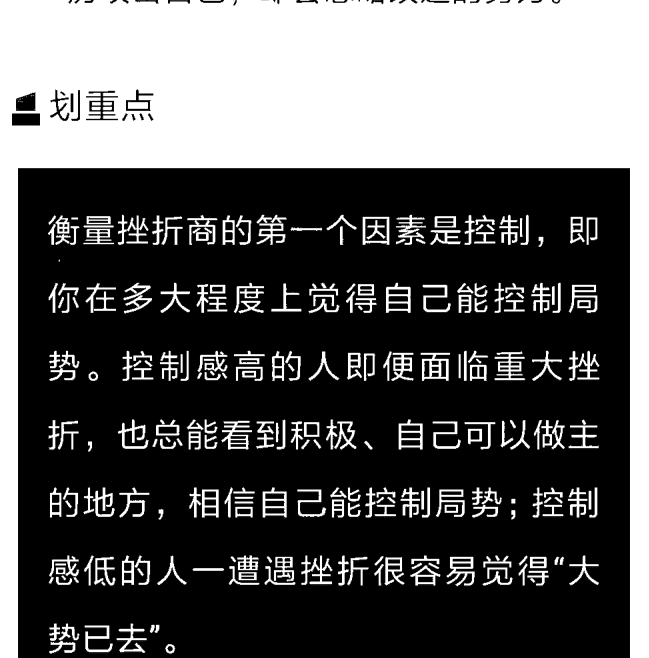 划重点
衡量挫折商的第一个因素是控制，即
你在多大程度上觉得自己能控制局
势。控制感高的人即便面临重大挫
折，也总能看到积极、自己可以做主
的地方，相信自己能控制局势；控制
感低的人一遭遇挫折很容易觉得“大
势已去”。